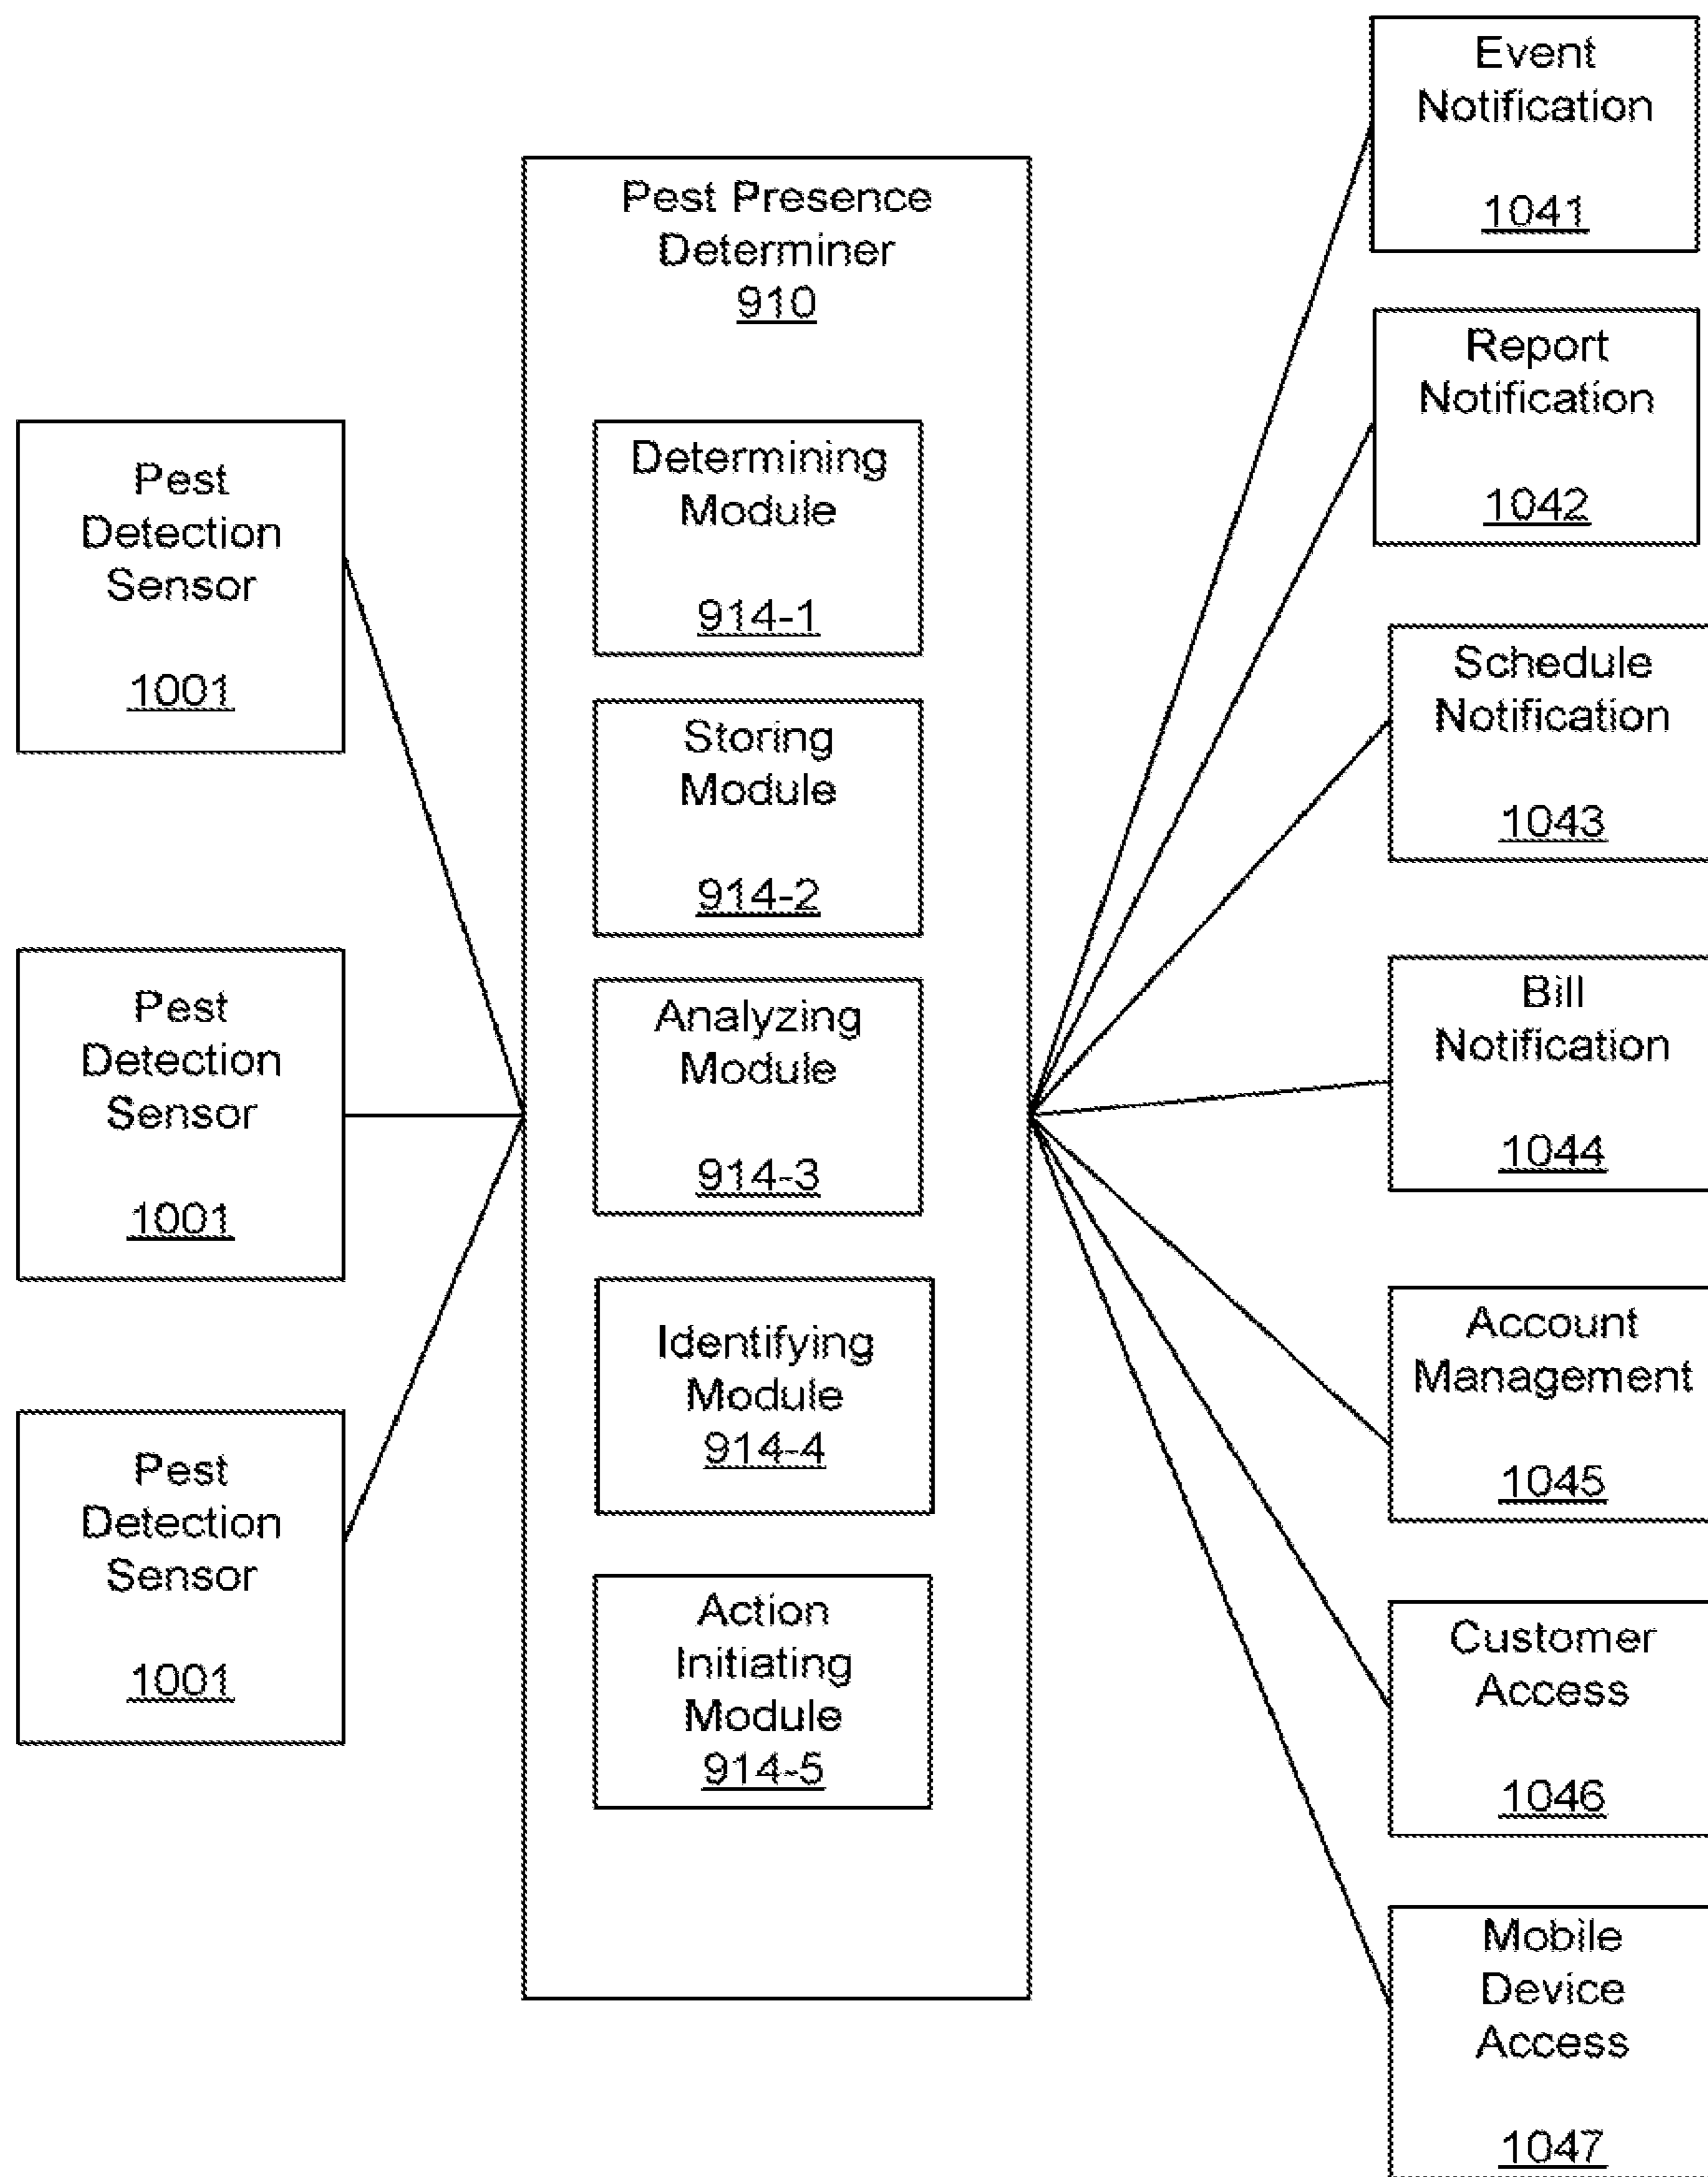 Pest
Detection
Sensor
1001
Pest
Detection
Sensor
1001
Pest
Detection
Sensor
1001
Pest Presence
Determiner
910
Determining
Module
914-1
Storing
Module
914-2
Analyzing
Module
914-3
Identifying
Module
914-4
Action
Initiating
Module
914-5
Event
Notification
1041
Report
Notification
1042
Schedule
Notification
1043
Bill
Notification
1044
Account
Management
1045
Customer
Access
1046
Mobile
Device
Access
1047